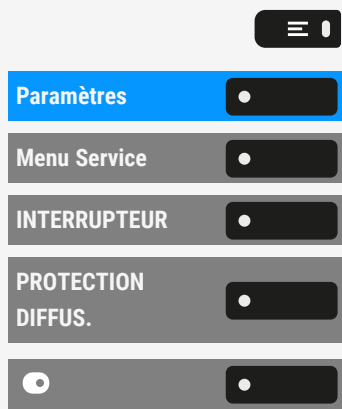 Paramètres
Menu Service
INTERRUPTEUR
PROTECTION
DIFFUS.